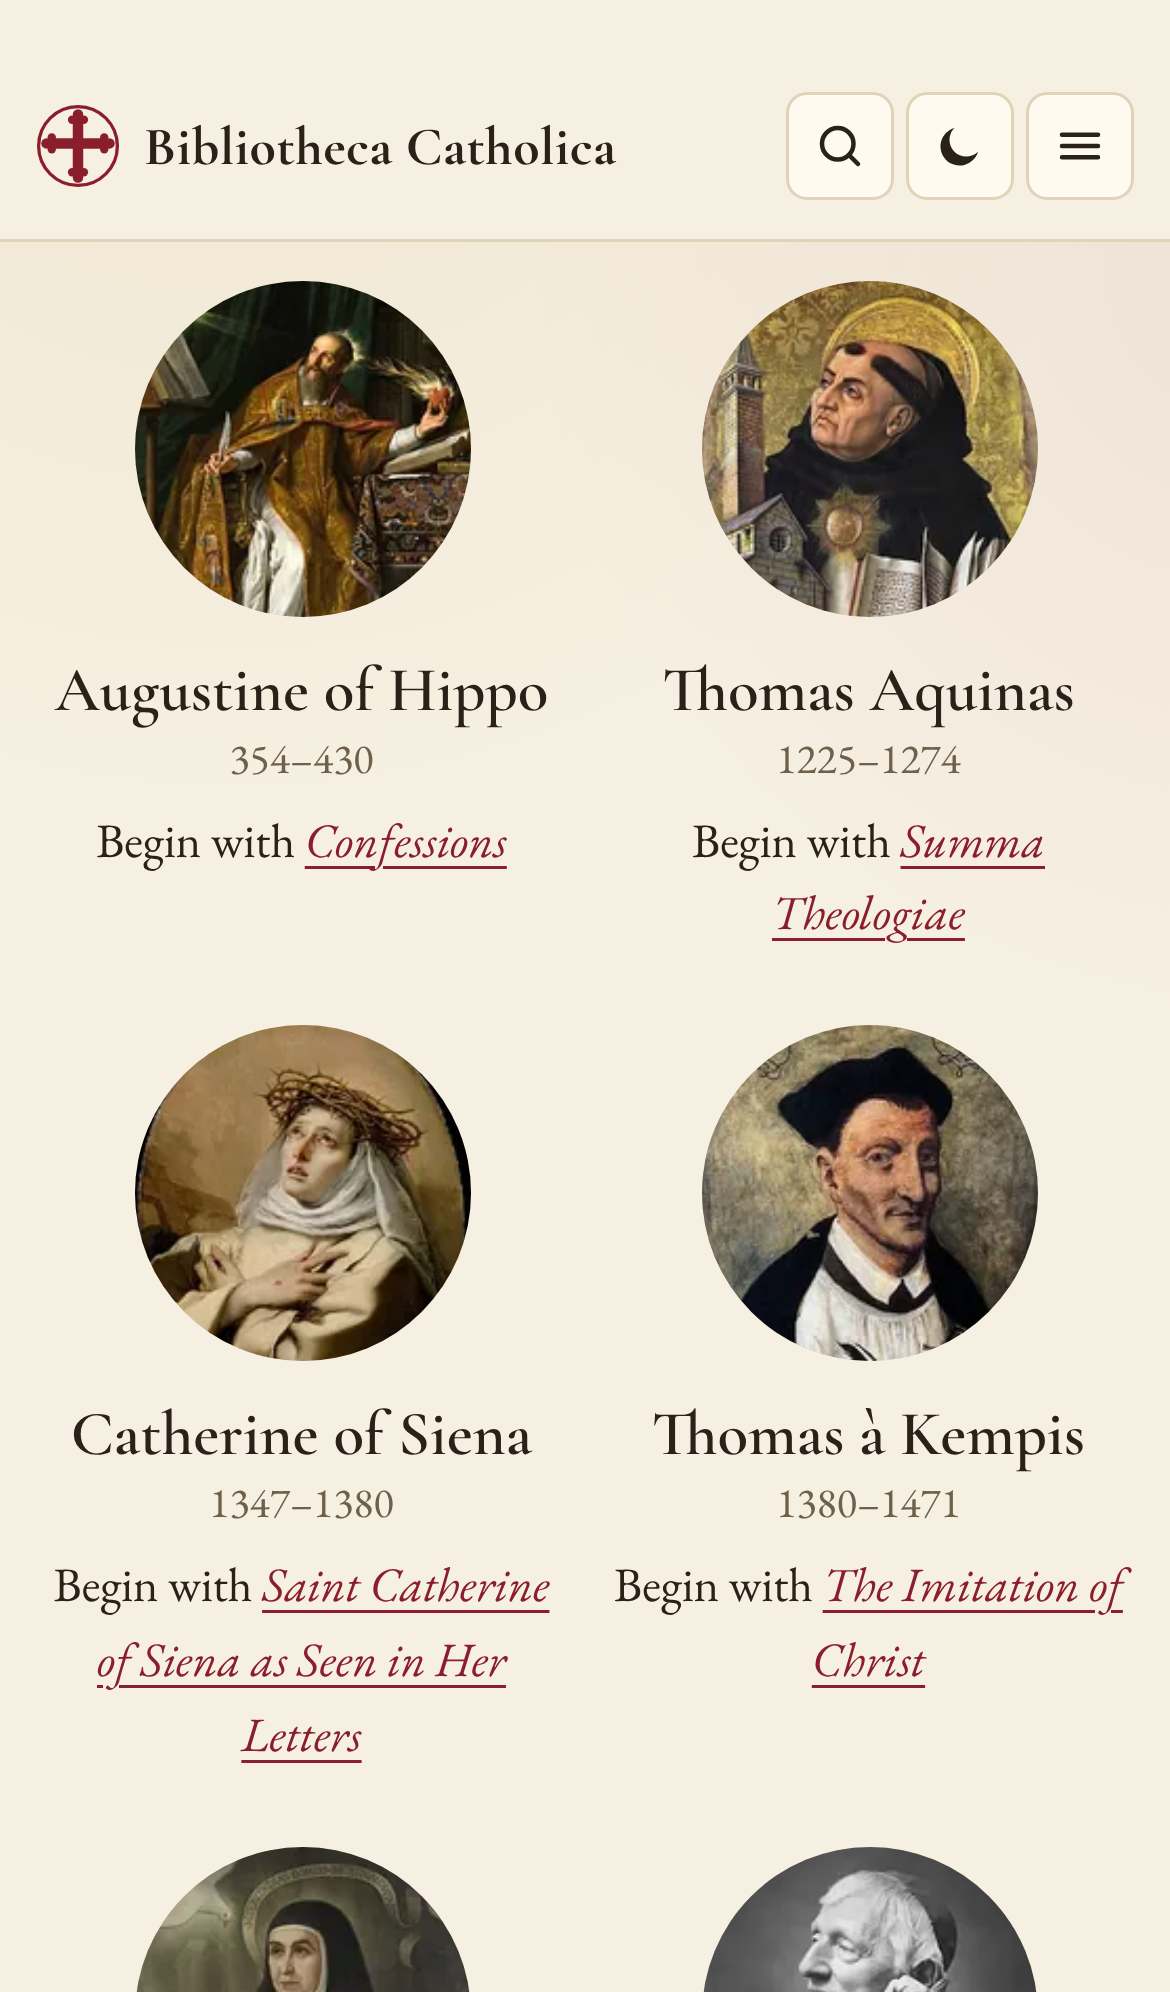 Bibliotheca Catholica
Augustine of Hippo
354–430
Begin with Confessions
Thomas Aquinas
1225–1274
Begin with Summa
Theologiae
Catherine of Siena
1347–1380
Begin with Saint Catherine
of Siena as Seen in Her
Letters
Thomas à Kempis
1380–1471
Begin with The Imitation of
Christ